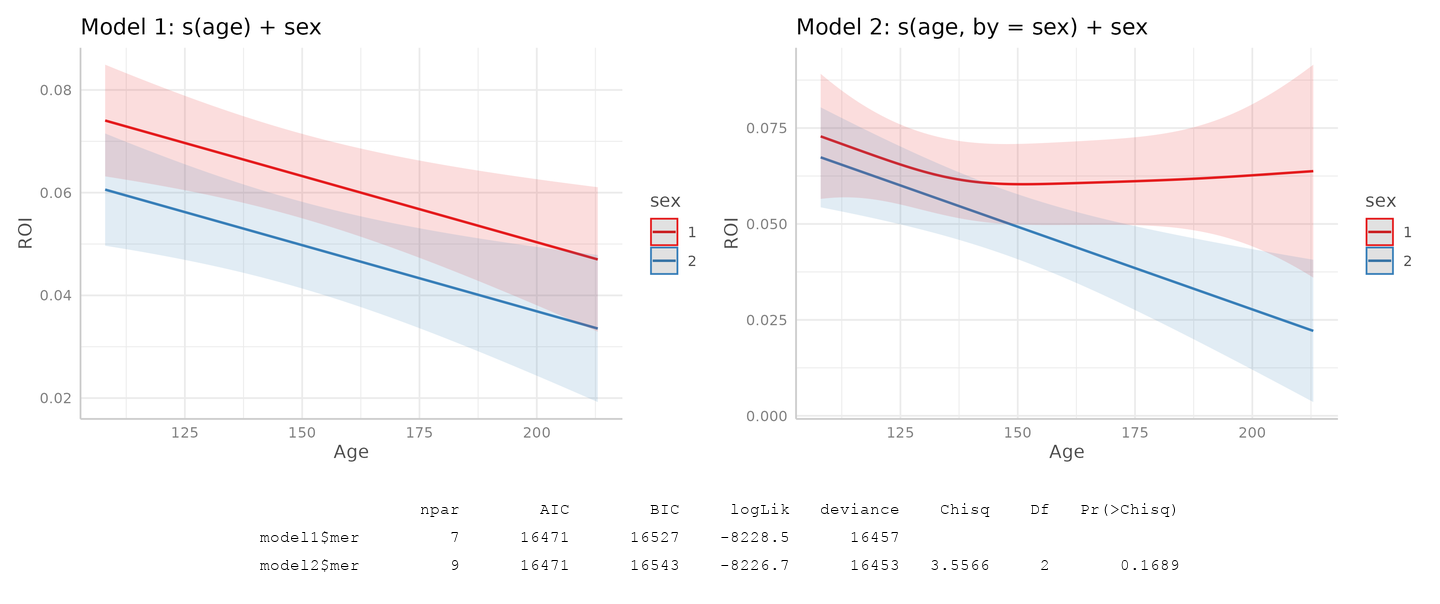 Model 1: s(age) + sex
0.08
0.06
0.04
0.02
ROI
125 150 175 200
Age
sex
1
2
Model 2: s(age, by = sex) + sex
0.075
0.050
0.025
0.000
ROI
125 150 175 200
Age
sex
1
2
npar AIC BIC logLik deviance Chisq Df Pr(>Chisq)
model1$mer 7 16471 16527 -8228.5 16457
model2$mer 9 16471 16543 -8226.7 16453 3.5566 2 0.1689